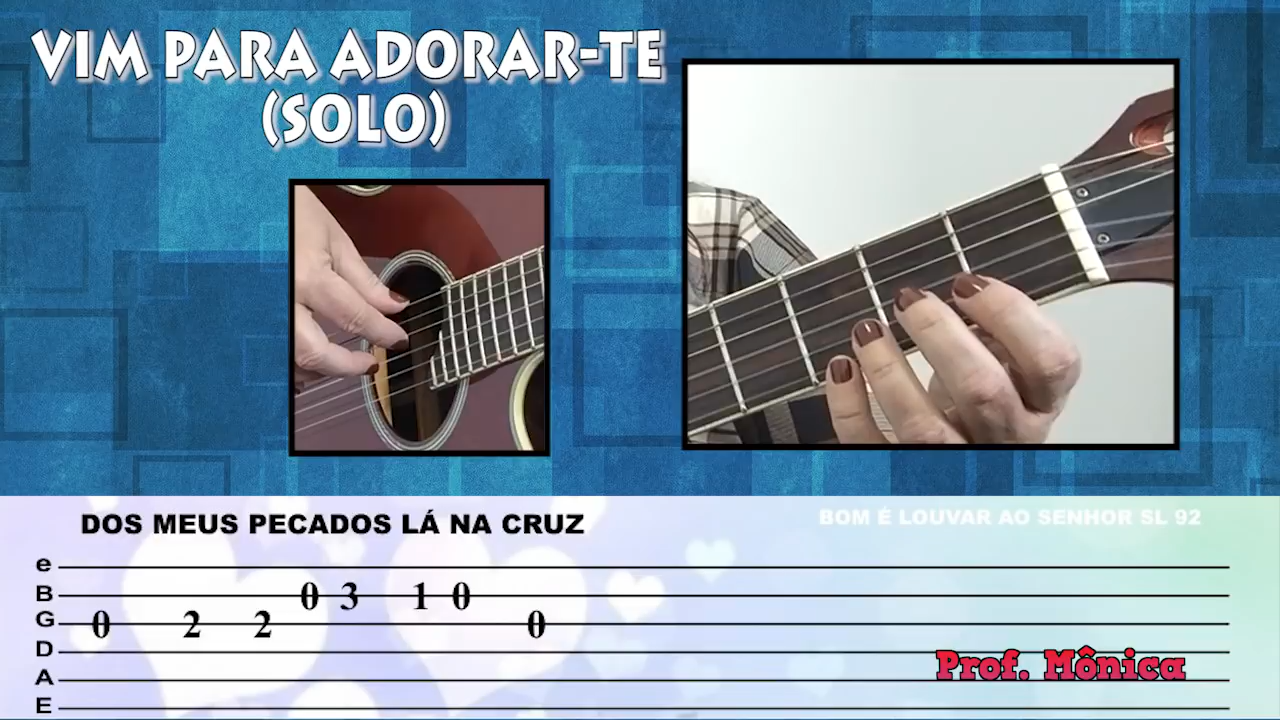 VIM PARA ADORAR-TE
(SOLO)
DOS MEUS PECADOS LÁ NA CRUZ
BOM É LOUVAR AO SENHOR SL 92
e
B 0 3 1 0
G 0 2 2 0
D
A
E
Prof. Mônica